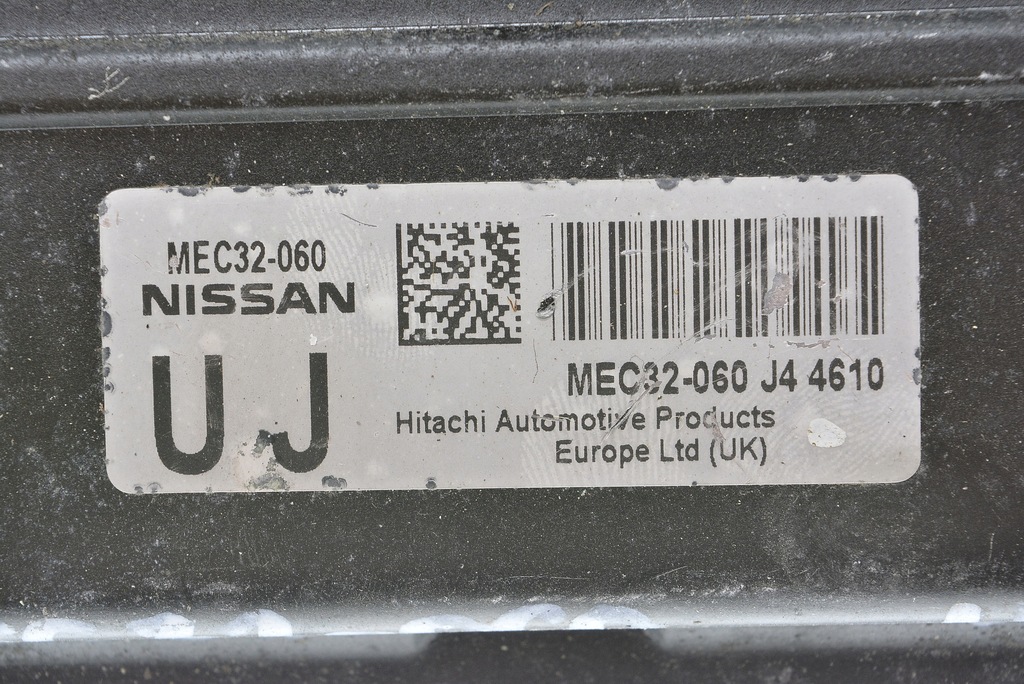 MEC32-060
NISSAN
UJ
MEC32-060 J4 4610
Hitachi Automotive Products
Europe Ltd (UK)